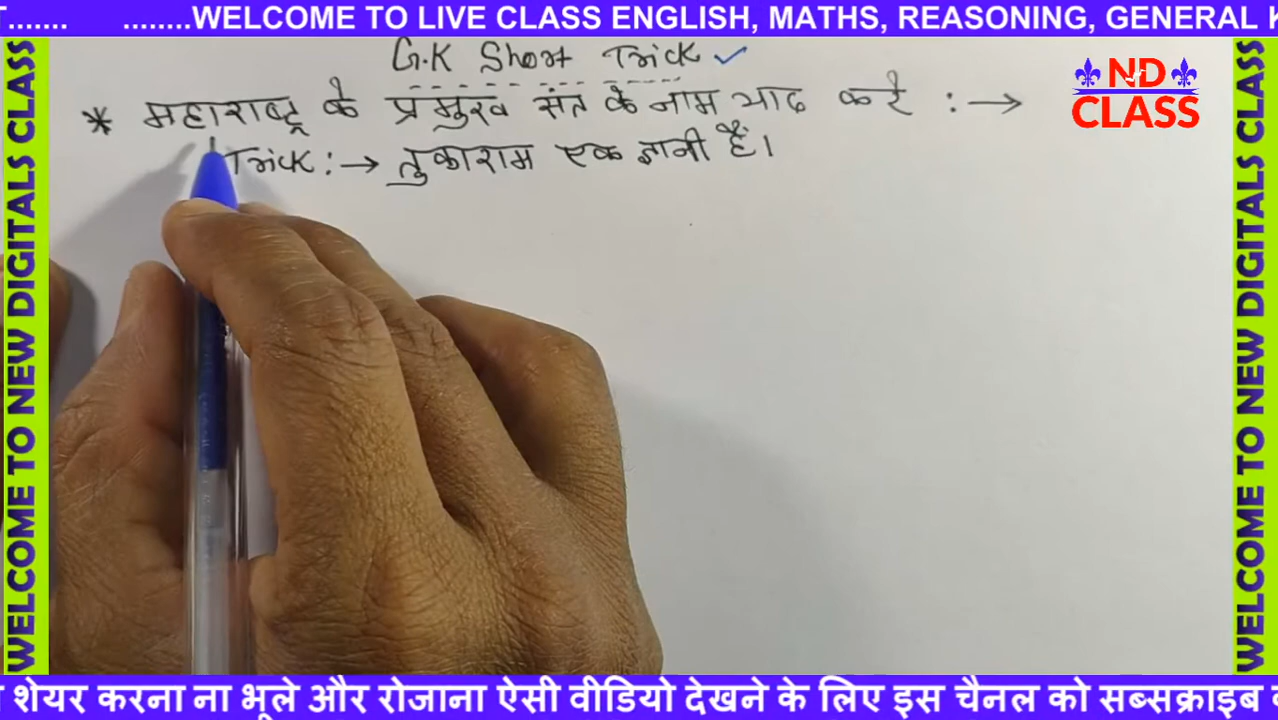 T....... ........WELCOME TO LIVE CLASS ENGLISH, MATHS, REASONING, GENERAL K
G.K Short Trick ✓
* महाराष्ट्र के प्रमुख संत के नाम याद करें :→
Trick :→ तुकाराम एक ज्ञानी हैं।
ND
CLASS
WELCOME TO NEW DIGITALS CLASS
WELCOME TO NEW DIGITALS CLASS
शेयर करना ना भूले और रोजाना ऐसी वीडियो देखने के लिए इस चैनल को सब्सक्राइब